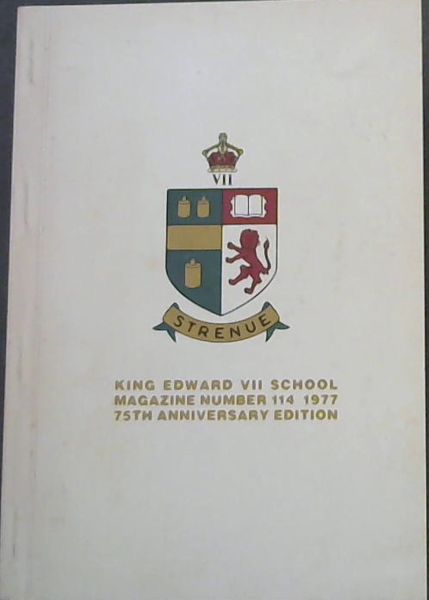 VII
STRENUE
KING EDWARD VII SCHOOL
MAGAZINE NUMBER 114 1977
75TH ANNIVERSARY EDITION